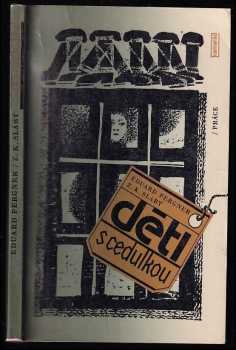 EDUARD PERGNER / Z. K. SLABÝ
/ PRÁCE
EDUARD PERGNER
Z. K. SLABÝ
děti
s cedulkou